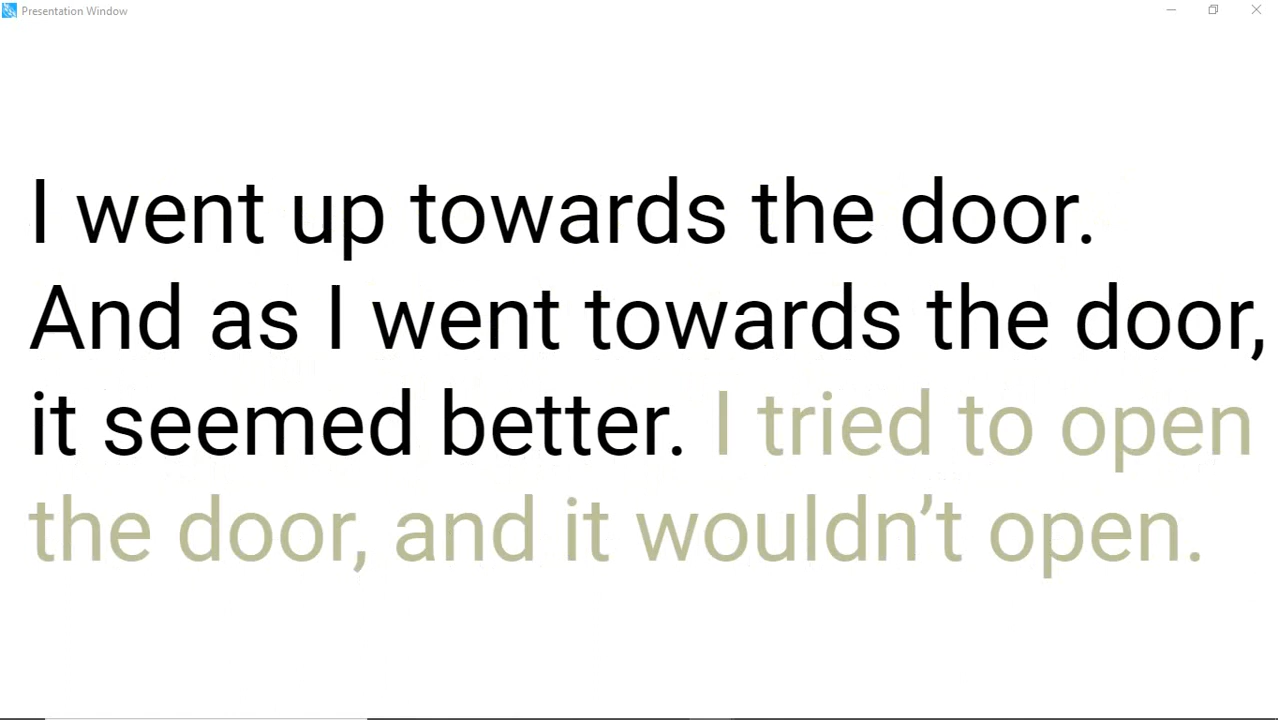 Presentation Window
I went up towards the door.
And as I went towards the door,
it seemed better. I tried to open
the door, and it wouldn’t open.